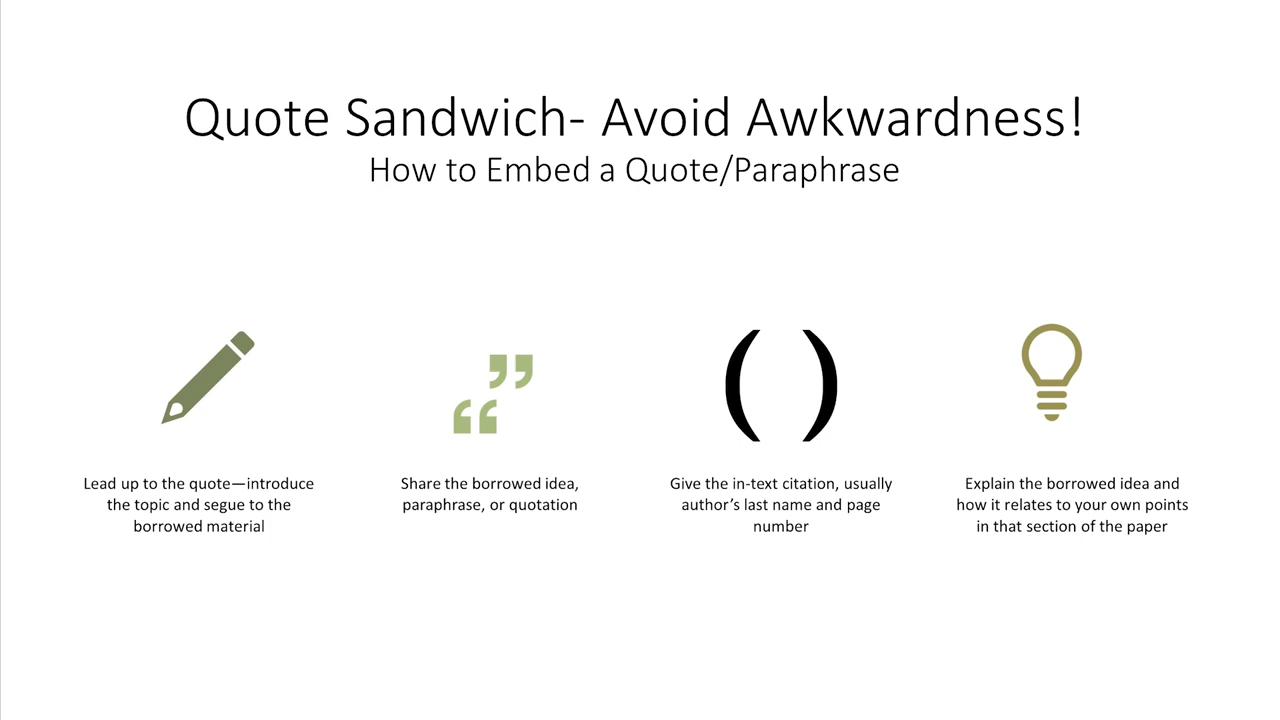 Quote Sandwich- Avoid Awkwardness!
How to Embed a Quote/Paraphrase
Lead up to the quote—introduce
the topic and segue to the
borrowed material
Share the borrowed idea,
paraphrase, or quotation
( )
Give the in-text citation, usually
author’s last name and page
number
Explain the borrowed idea and
how it relates to your own points
in that section of the paper